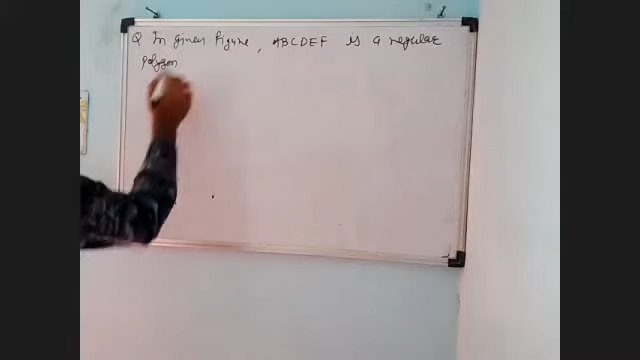 Q In given figure, ABCDEF is a regular
polygon